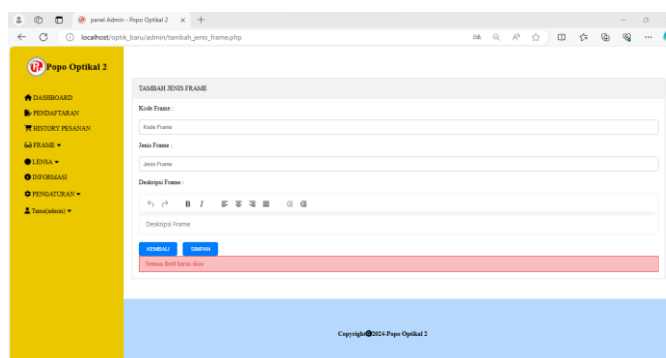 panel Admin - Popo Optikal 2
localhost/optik_baru/admin/tambah_jenis_frame.php
Popo Optikal 2
DASHBOARD
PENDAFTARAN
HISTORY PESANAN
FRAME
LENSA
INFORMASI
PENGATURAN
Tama(admin)
TAMBAH JENIS FRAME
Kode Frame :
Kode Frame
Jenis Frame :
Jenis Frame
Deskripsi Frame :
B I
Deskripsi Frame
KEMBALI SIMPAN
Semua field harus diisi
Copyright©2024-Popo Optikal 2